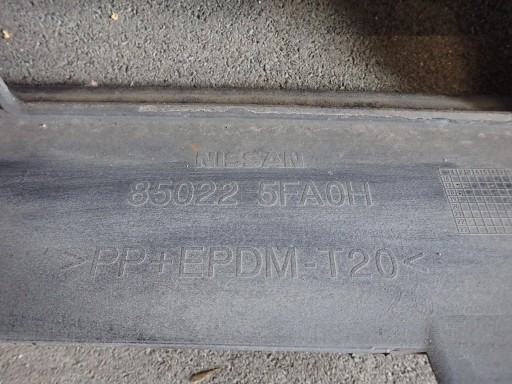 NISSAN
85022 5FA0H
>PP+EPDM-T20<